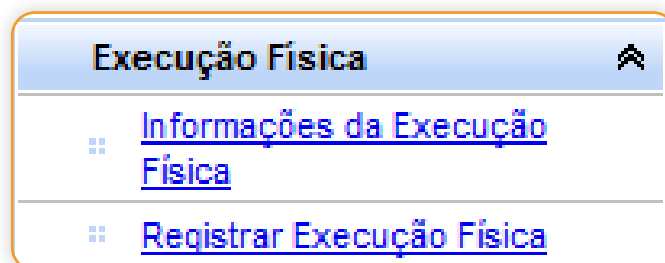 Execução Física
Informações da Execução
Física
Registrar Execução Física